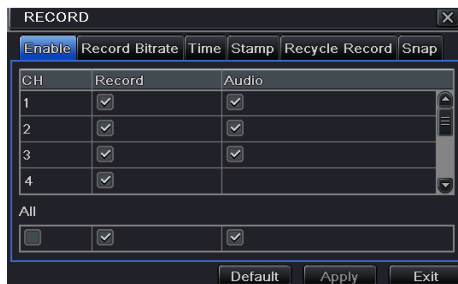 RECORD
Enable Record Bitrate Time Stamp Recycle Record Snap
CH Record Audio
1
2
3
4
All
Default Apply Exit